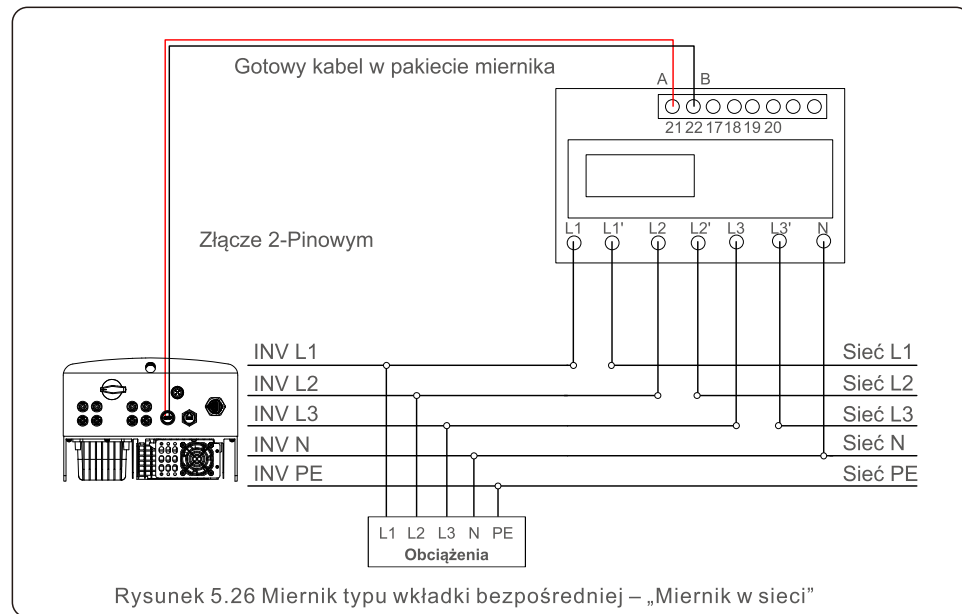 Gotowy kabel w pakiecie miernika
A B
21 22 17 18 19 20
Złącze 2-Pinowym
L1 L1' L2 L2' L3 L3' N
INV L1 Sieć L1
INV L2 Sieć L2
INV L3 Sieć L3
INV N Sieć N
INV PE Sieć PE
L1 L2 L3 N PE
Obciążenia
Rysunek 5.26 Miernik typu wkładki bezpośredniej – „Miernik w sieci”